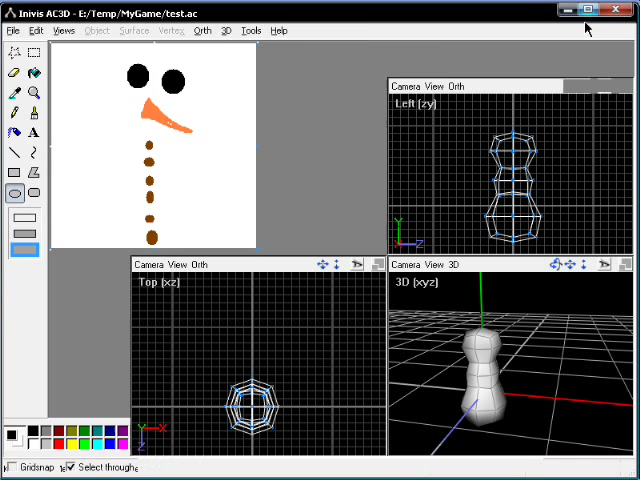 Inivis AC3D - E:/Temp/MyGame/test.ac
File Edit Views Object Surface Vertex Orth 3D Tools Help
Camera View Orth
Left [zy]
Y
X Z
Camera View Orth
Top [xz]
Y X
Z
Camera View 3D
3D [xyz]
A
Gridsnap Select through